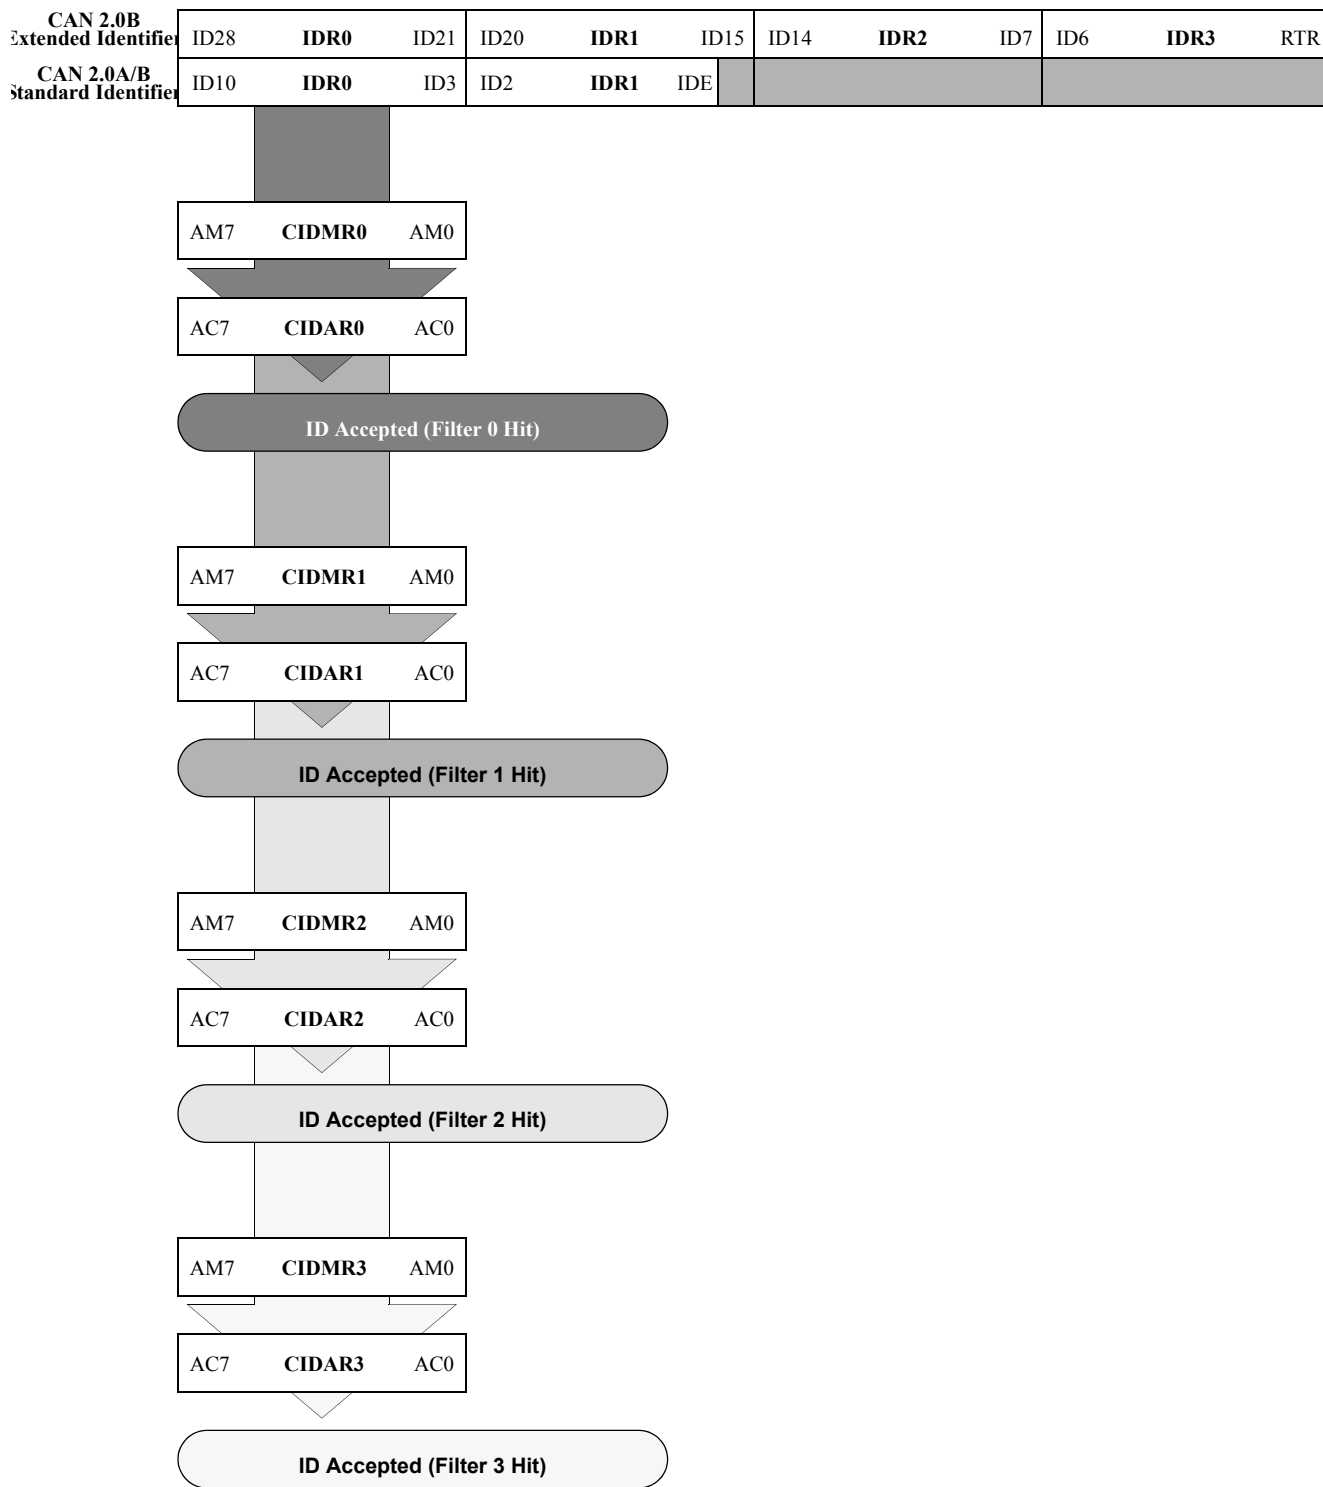 CAN 2.0B
Extended Identifier ID28 IDR0 ID21 ID20 IDR1 ID15 ID14 IDR2 ID7 ID6 IDR3 RTR
CAN 2.0A/B
Standard Identifier ID10 IDR0 ID3 ID2 IDR1 IDE
AM7 CIDMR0 AM0
AC7 CIDAR0 AC0
ID Accepted (Filter 0 Hit)
AM7 CIDMR1 AM0
AC7 CIDAR1 AC0
ID Accepted (Filter 1 Hit)
AM7 CIDMR2 AM0
AC7 CIDAR2 AC0
ID Accepted (Filter 2 Hit)
AM7 CIDMR3 AM0
AC7 CIDAR3 AC0
ID Accepted (Filter 3 Hit)